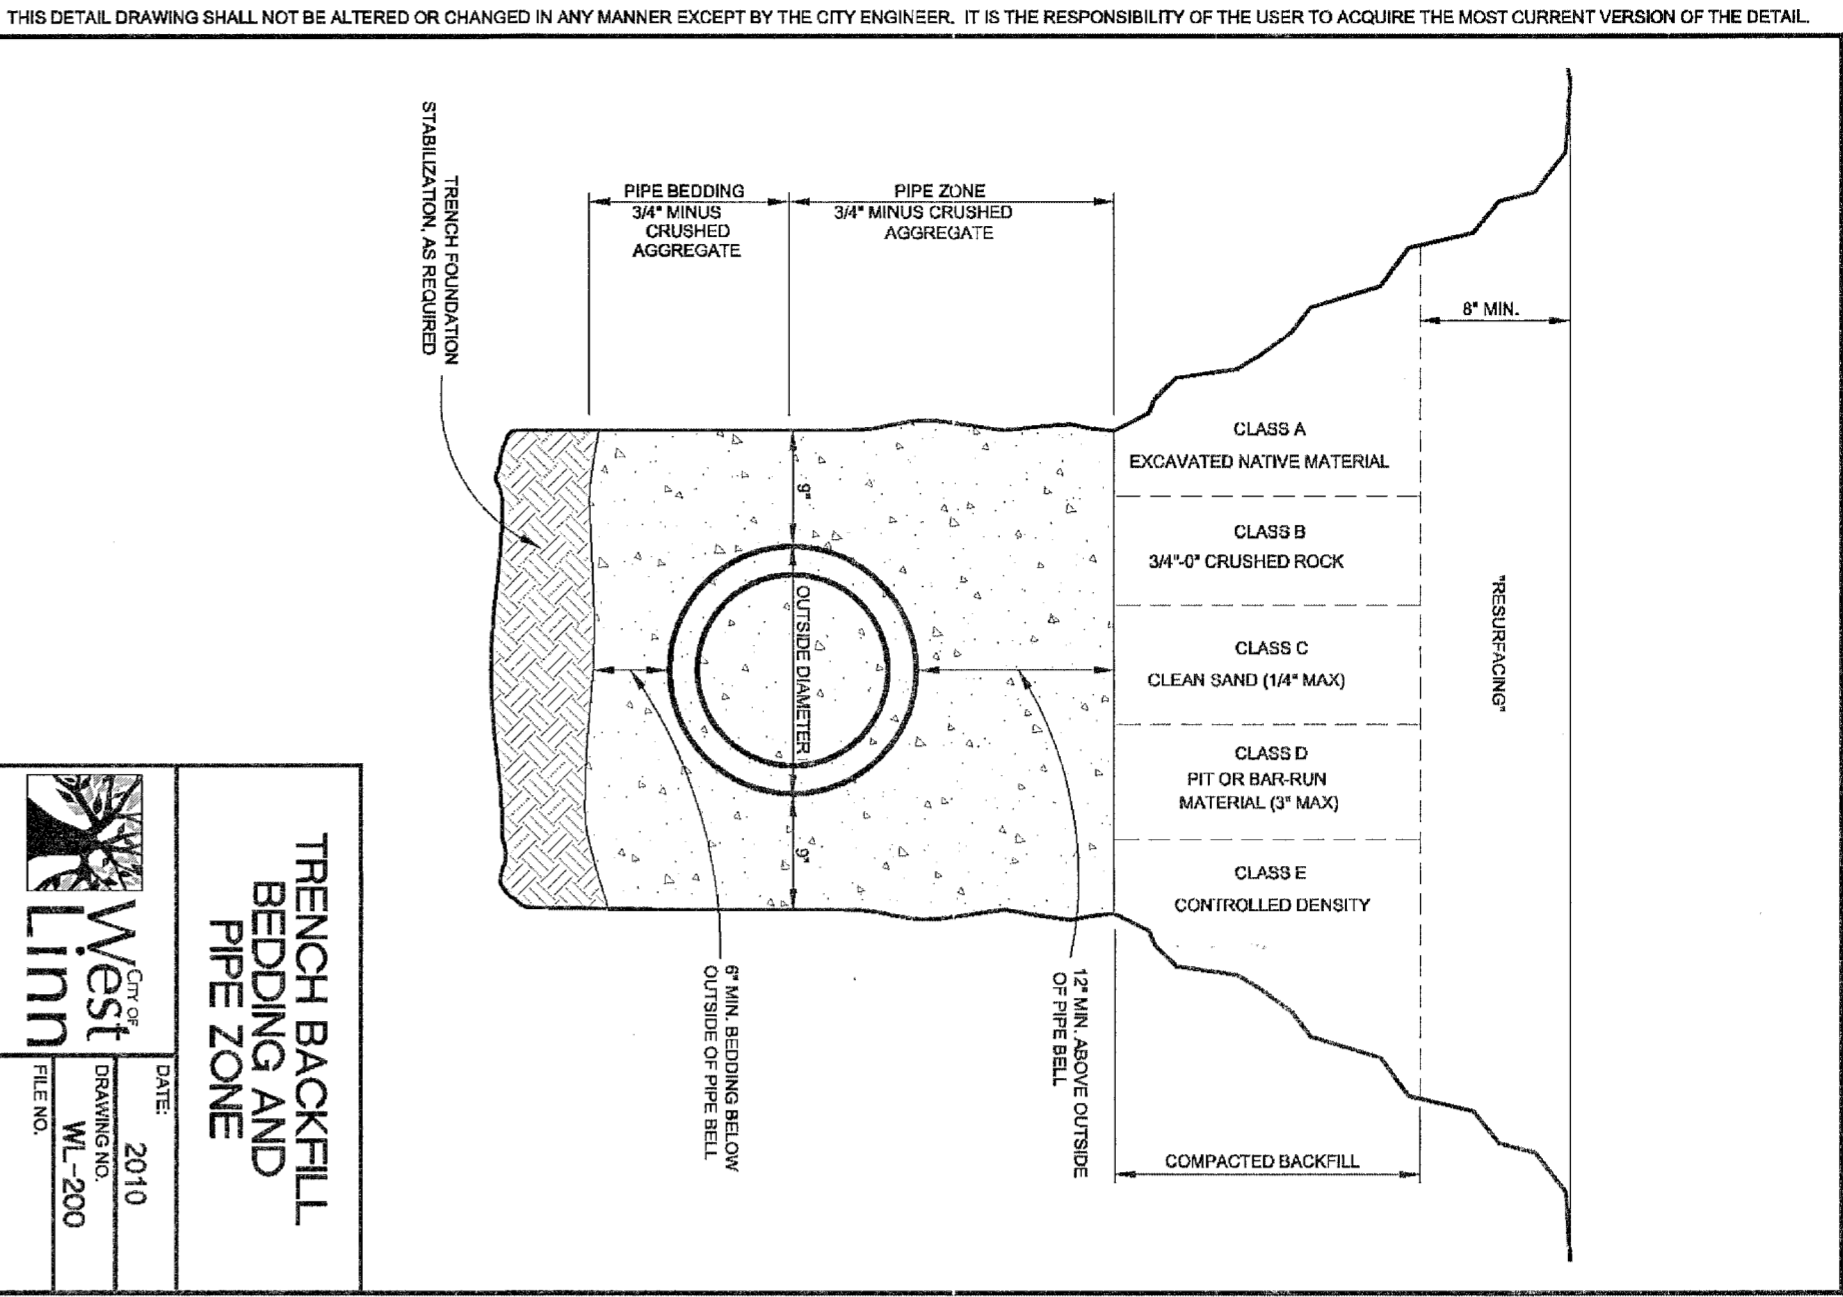 THIS DETAIL DRAWING SHALL NOT BE ALTERED OR CHANGED IN ANY MANNER EXCEPT BY THE CITY ENGINEER. IT IS THE RESPONSIBILITY OF THE USER TO ACQUIRE THE MOST CURRENT VERSION OF THE DETAIL.
TRENCH FOUNDATION
STABILIZATION, AS REQUIRED
PIPE BEDDING
3/4" MINUS
CRUSHED
AGGREGATE
PIPE ZONE
3/4" MINUS CRUSHED
AGGREGATE
8" MIN.
CLASS A
EXCAVATED NATIVE MATERIAL
CLASS B
3/4"-0" CRUSHED ROCK
CLASS C
CLEAN SAND (1/4" MAX)
CLASS D
PIT OR BAR-RUN
MATERIAL (3" MAX)
CLASS E
CONTROLLED DENSITY
"RESURFACING"
9"
OUTSIDE DIAMETER
9"
6" MIN. BEDDING BELOW
OUTSIDE OF PIPE BELL
12" MIN. ABOVE OUTSIDE
OF PIPE BELL
COMPACTED BACKFILL
TRENCH BACKFILL
BEDDING AND
PIPE ZONE
CITY OF
West
Linn
DATE:
2010
DRAWING NO.
WL-200
FILE NO.